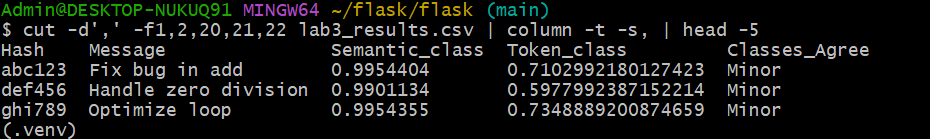 Admin@DESKTOP-NUKUQ91 MINGW64 ~/flask/flask (main)
$ cut -d',' -f1,2,20,21,22 lab3_results.csv | column -t -s, | head -5
Hash    Message               Semantic_class  Token_class         Classes_Agree
abc123  Fix bug in add        0.9954404       0.7102992180127423  Minor
def456  Handle zero division  0.9901134       0.5977992387152214  Minor
ghi789  Optimize loop         0.9954355       0.7348889200874659  Minor
(.venv)